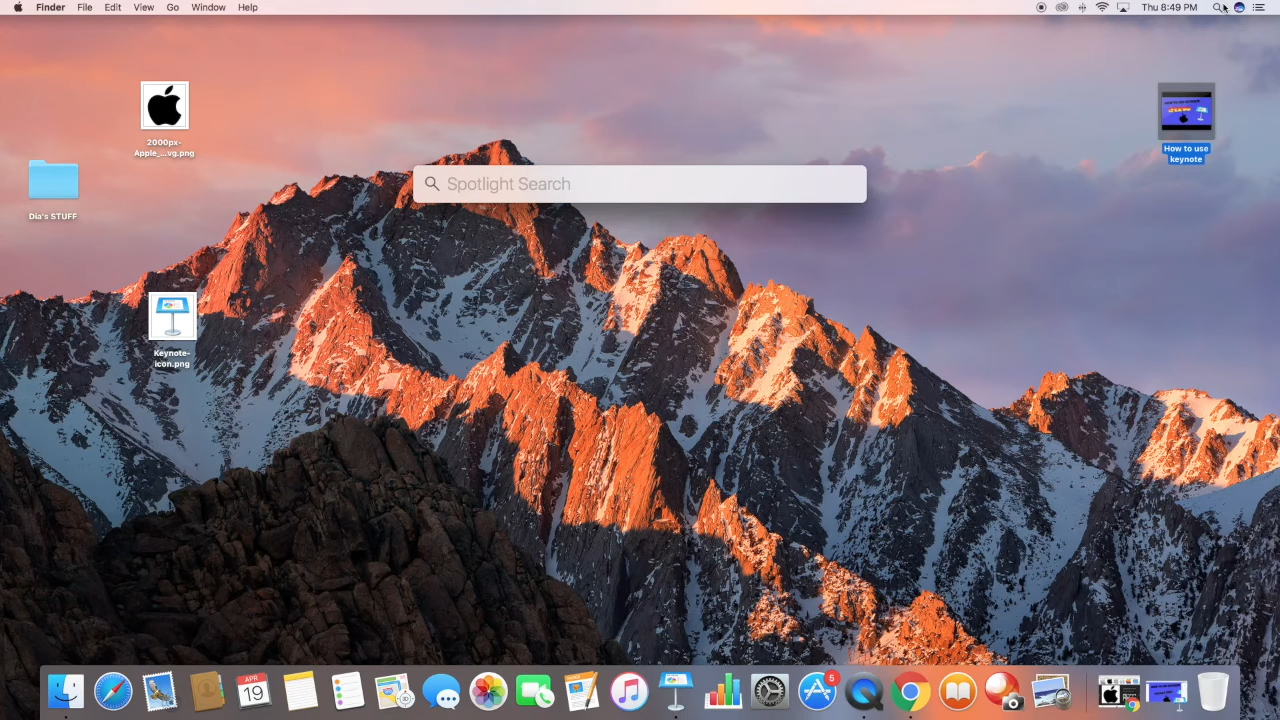 Finder File Edit View Go Window Help Thu 8:49 PM
2000px-
Apple_...vg.png
How to use
keynote
Spotlight Search
Dia's STUFF
Keynote-
icon.png
APR
19
5